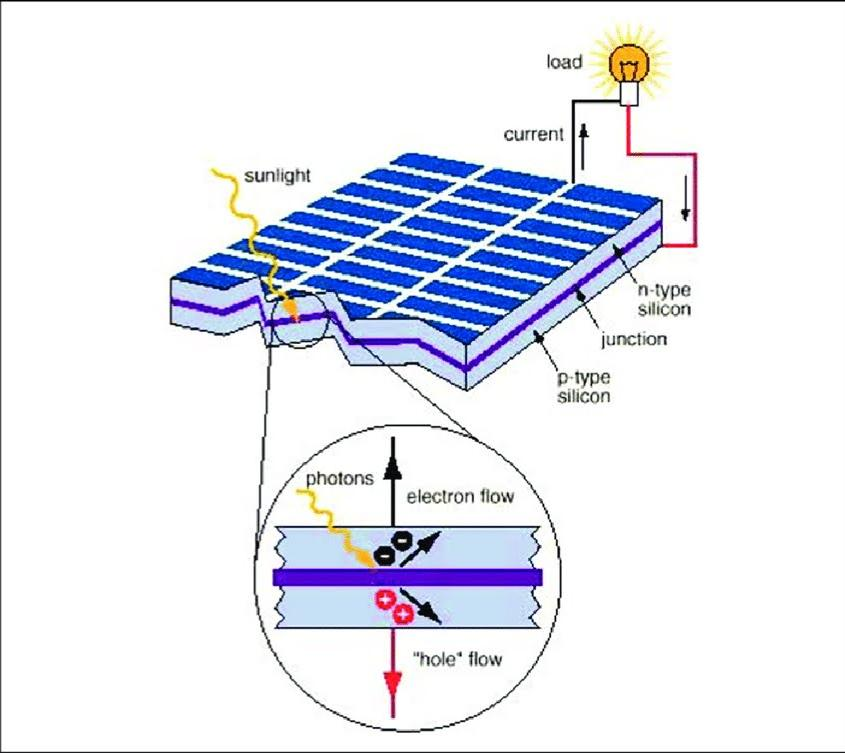 load
current
sunlight
n-type
silicon
junction
p-type
silicon
photons
electron flow
"hole" flow